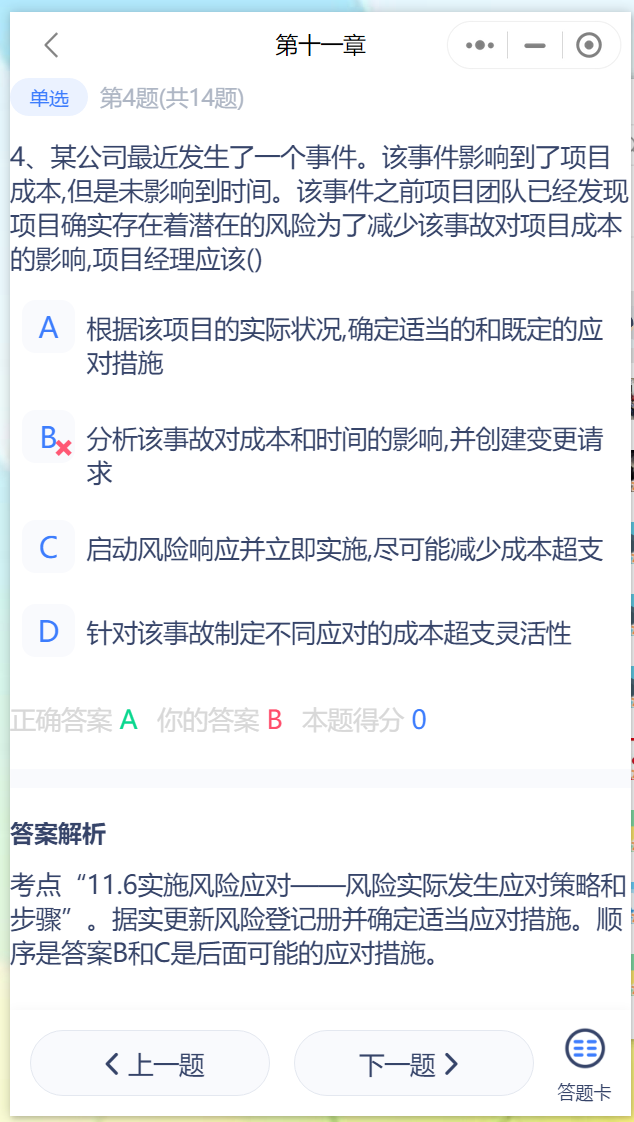 第十一章
单选 第4题(共14题)
4、某公司最近发生了一个事件。该事件影响到了项目
成本,但是未影响到时间。该事件之前项目团队已经发现
项目确实存在着潜在的风险为了减少该事故对项目成本
的影响,项目经理应该()
A 根据该项目的实际状况,确定适当的和既定的应
对措施
B 分析该事故对成本和时间的影响,并创建变更请
求
C 启动风险响应并立即实施,尽可能减少成本超支
D 针对该事故制定不同应对的成本超支灵活性
正确答案 A 你的答案 B 本题得分 0
答案解析
考点“11.6实施风险应对——风险实际发生应对策略和
步骤”。据实更新风险登记册并确定适当应对措施。顺
序是答案B和C是后面可能的应对措施。
上一题 下一题 答题卡